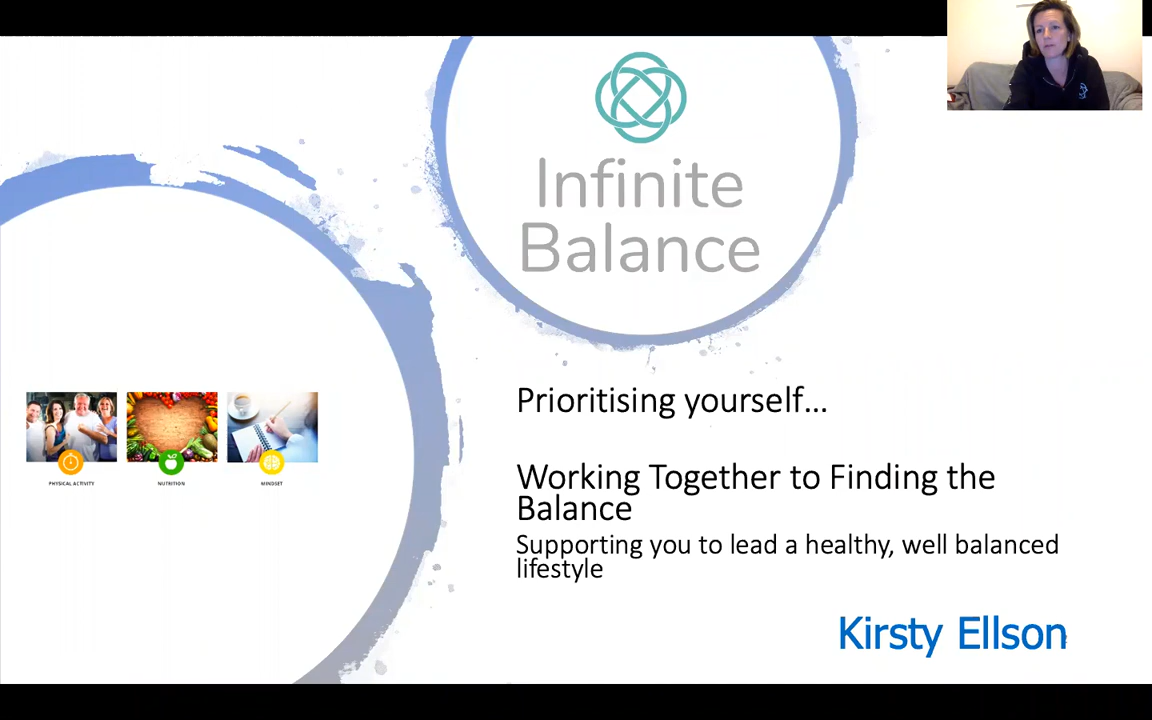 Infinite
Balance
Prioritising yourself...
Working Together to Finding the
Balance
Supporting you to lead a healthy, well balanced
lifestyle
PHYSICAL ACTIVITY
NUTRITION
MINDSET
Kirsty Ellson